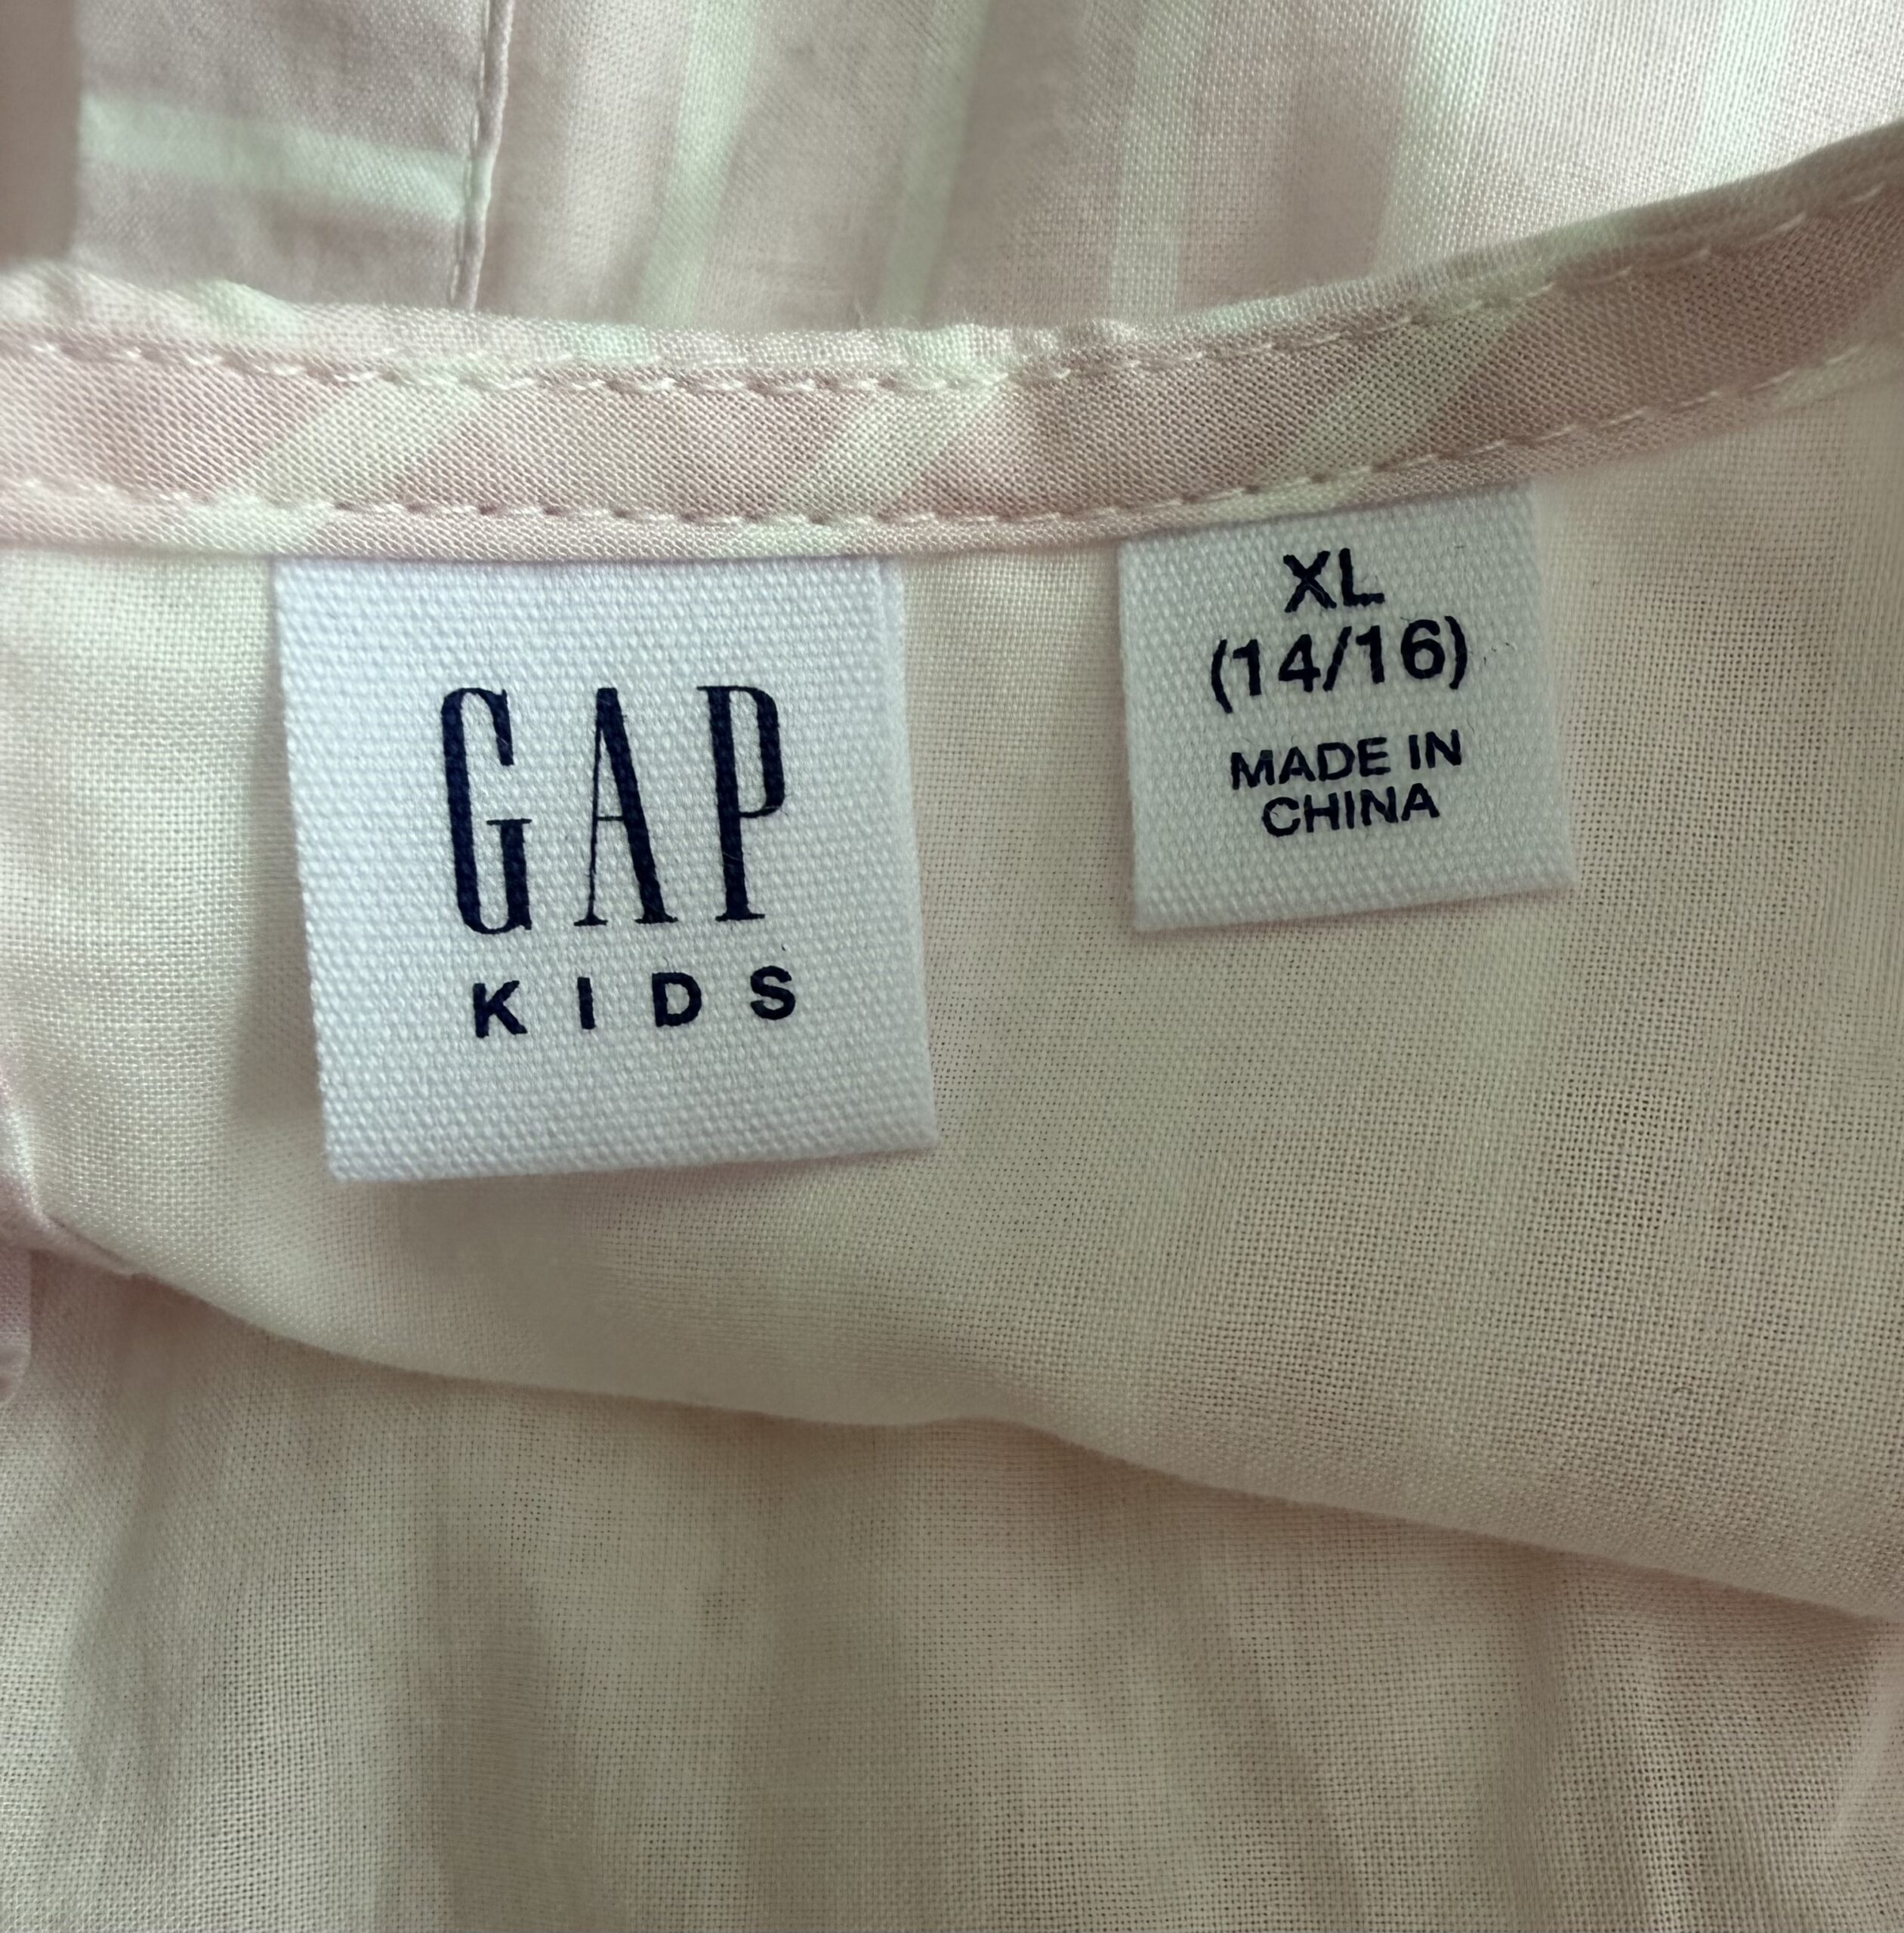 GAP
KIDS
XL
(14/16)
MADE IN
CHINA